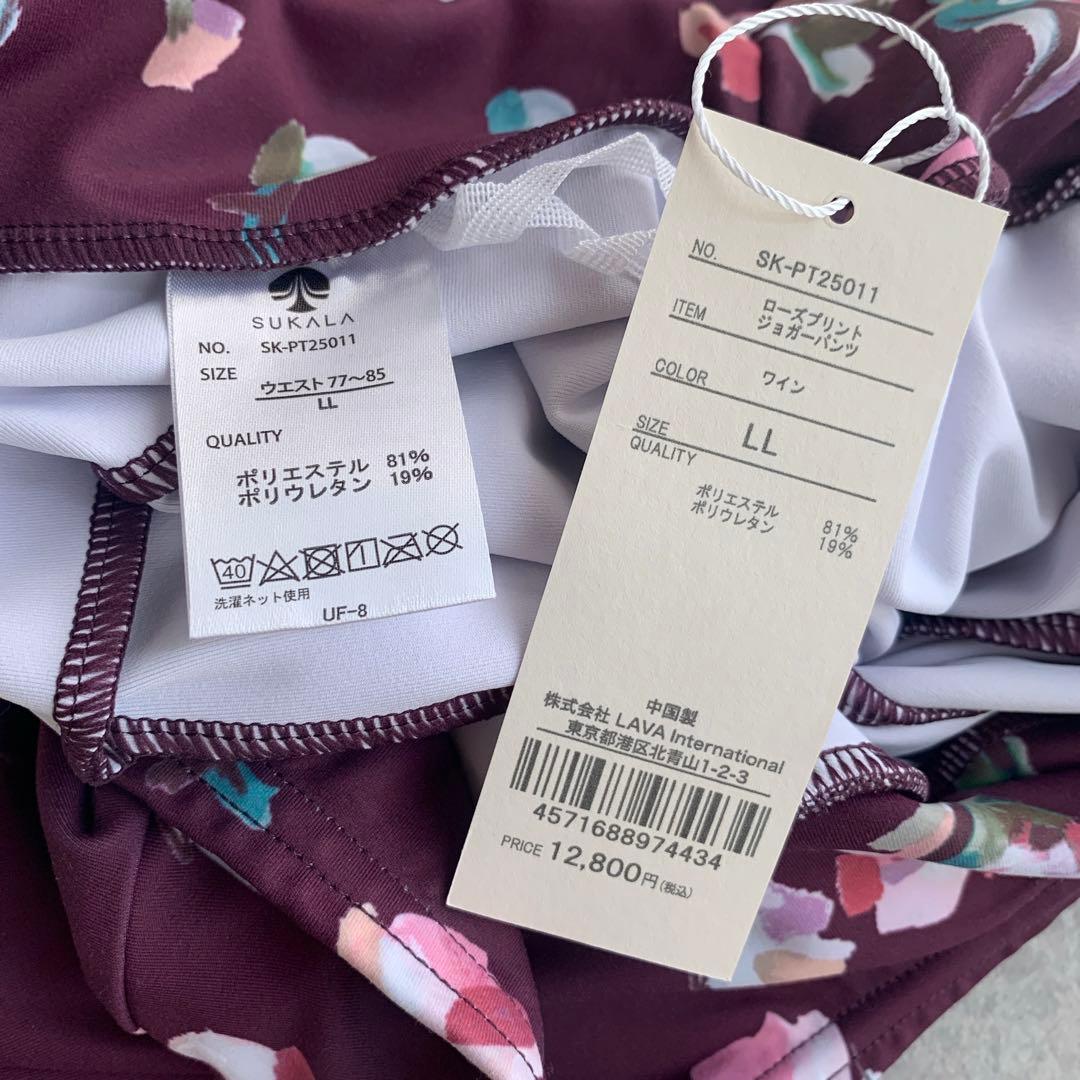 SUKALA
NO. SK-PT25011
SIZE ウエスト 77～85
LL
QUALITY
ポリエステル 81%
ポリウレタン 19%
40
洗濯ネット使用
UF-8
NO. SK-PT25011
ITEM ローズプリント
ジョガーパンツ
COLOR ワイン
SIZE LL
QUALITY
ポリエステル 81%
ポリウレタン 19%
中国製
株式会社 LAVA International
東京都港区北青山1-2-3
4571688974434
PRICE 12,800円(税込)